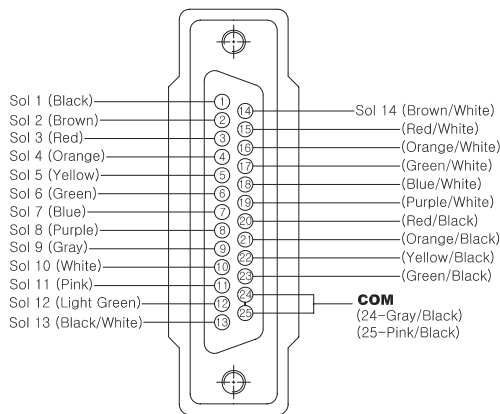 Sol 1 (Black)
Sol 2 (Brown)
Sol 3 (Red)
Sol 4 (Orange)
Sol 5 (Yellow)
Sol 6 (Green)
Sol 7 (Blue)
Sol 8 (Purple)
Sol 9 (Gray)
Sol 10 (White)
Sol 11 (Pink)
Sol 12 (Light Green)
Sol 13 (Black/White)
1
2
3
4
5
6
7
8
9
10
11
12
13
14
15
16
17
18
19
20
21
22
23
24
25
Sol 14 (Brown/White)
(Red/White)
(Orange/White)
(Green/White)
(Blue/White)
(Purple/White)
(Red/Black)
(Orange/Black)
(Yellow/Black)
(Green/Black)
COM
(24-Gray/Black)
(25-Pink/Black)